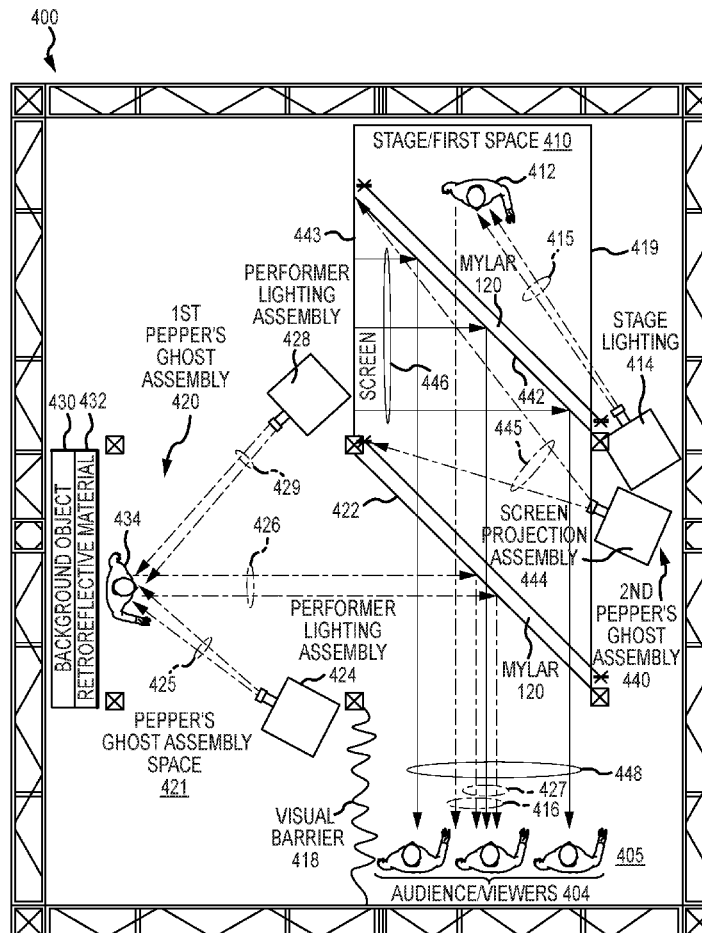 400
STAGE/FIRST SPACE 410
412
443
415
419
PERFORMER
LIGHTING
ASSEMBLY
428
MYLAR
120
1ST
PEPPER'S
GHOST
ASSEMBLY
420
STAGE
LIGHTING
414
SCREEN
446
442
430
432
445
429
422
BACKGROUND OBJECT
RETROREFLECTIVE MATERIAL
434
426
SCREEN
PROJECTION
ASSEMBLY
444
2ND
PEPPER'S
GHOST
ASSEMBLY
440
PERFORMER
LIGHTING
ASSEMBLY
424
MYLAR
120
425
PEPPER'S
GHOST ASSEMBLY
SPACE
421
448
427
416
VISUAL
BARRIER
418
405
AUDIENCE/VIEWERS 404